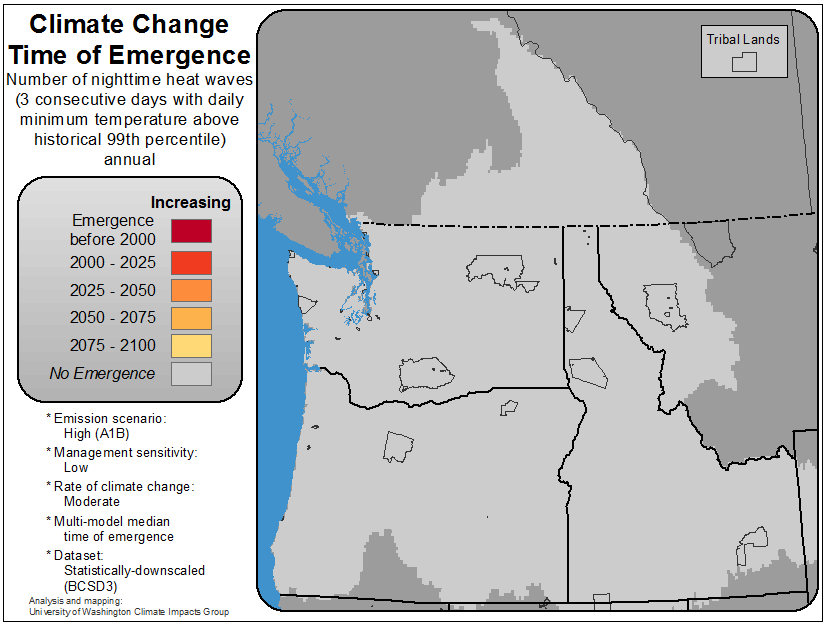 Climate Change
Time of Emergence
Number of nighttime heat waves
(3 consecutive days with daily
minimum temperature above
historical 99th percentile)
annual
Increasing
Emergence
before 2000
2000 - 2025
2025 - 2050
2050 - 2075
2075 - 2100
No Emergence
* Emission scenario:
High (A1B)
* Management sensitivity:
Low
* Rate of climate change:
Moderate
* Multi-model median
time of emergence
* Dataset:
Statistically-downscaled
(BCSD3)
Analysis and mapping:
University of Washington Climate Impacts Group
Tribal Lands